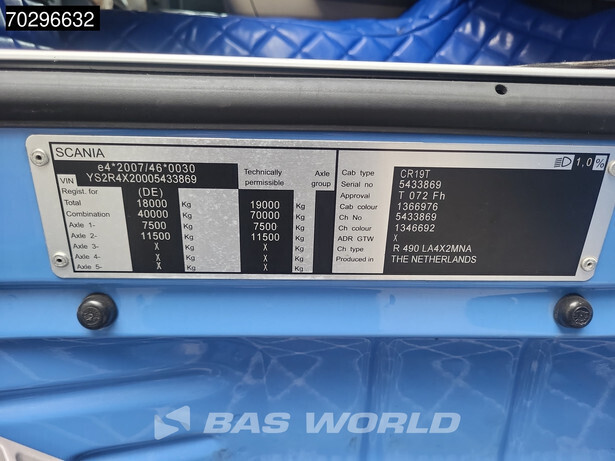 70296632
SCANIA
e4*2007/46*0030
VIN YS2R4X20005433869
Regist. for (DE) Technically permissible Axle group
Total 18000 Kg 19000 Kg
Combination 40000 Kg 70000 Kg
Axle 1- 7500 Kg 7500 Kg
Axle 2- 11500 Kg 11500 Kg
Axle 3- X Kg X Kg
Axle 4- X Kg X Kg
Axle 5- X Kg X Kg
1,0%
Cab type CR19T
Serial no 5433869
Approval T 072 Fh
Cab colour 1366976
Ch No 5433869
Ch colour 1346692
ADR GTW X
Ch type R 490 LA4X2MNA
Produced in THE NETHERLANDS
BAS WORLD